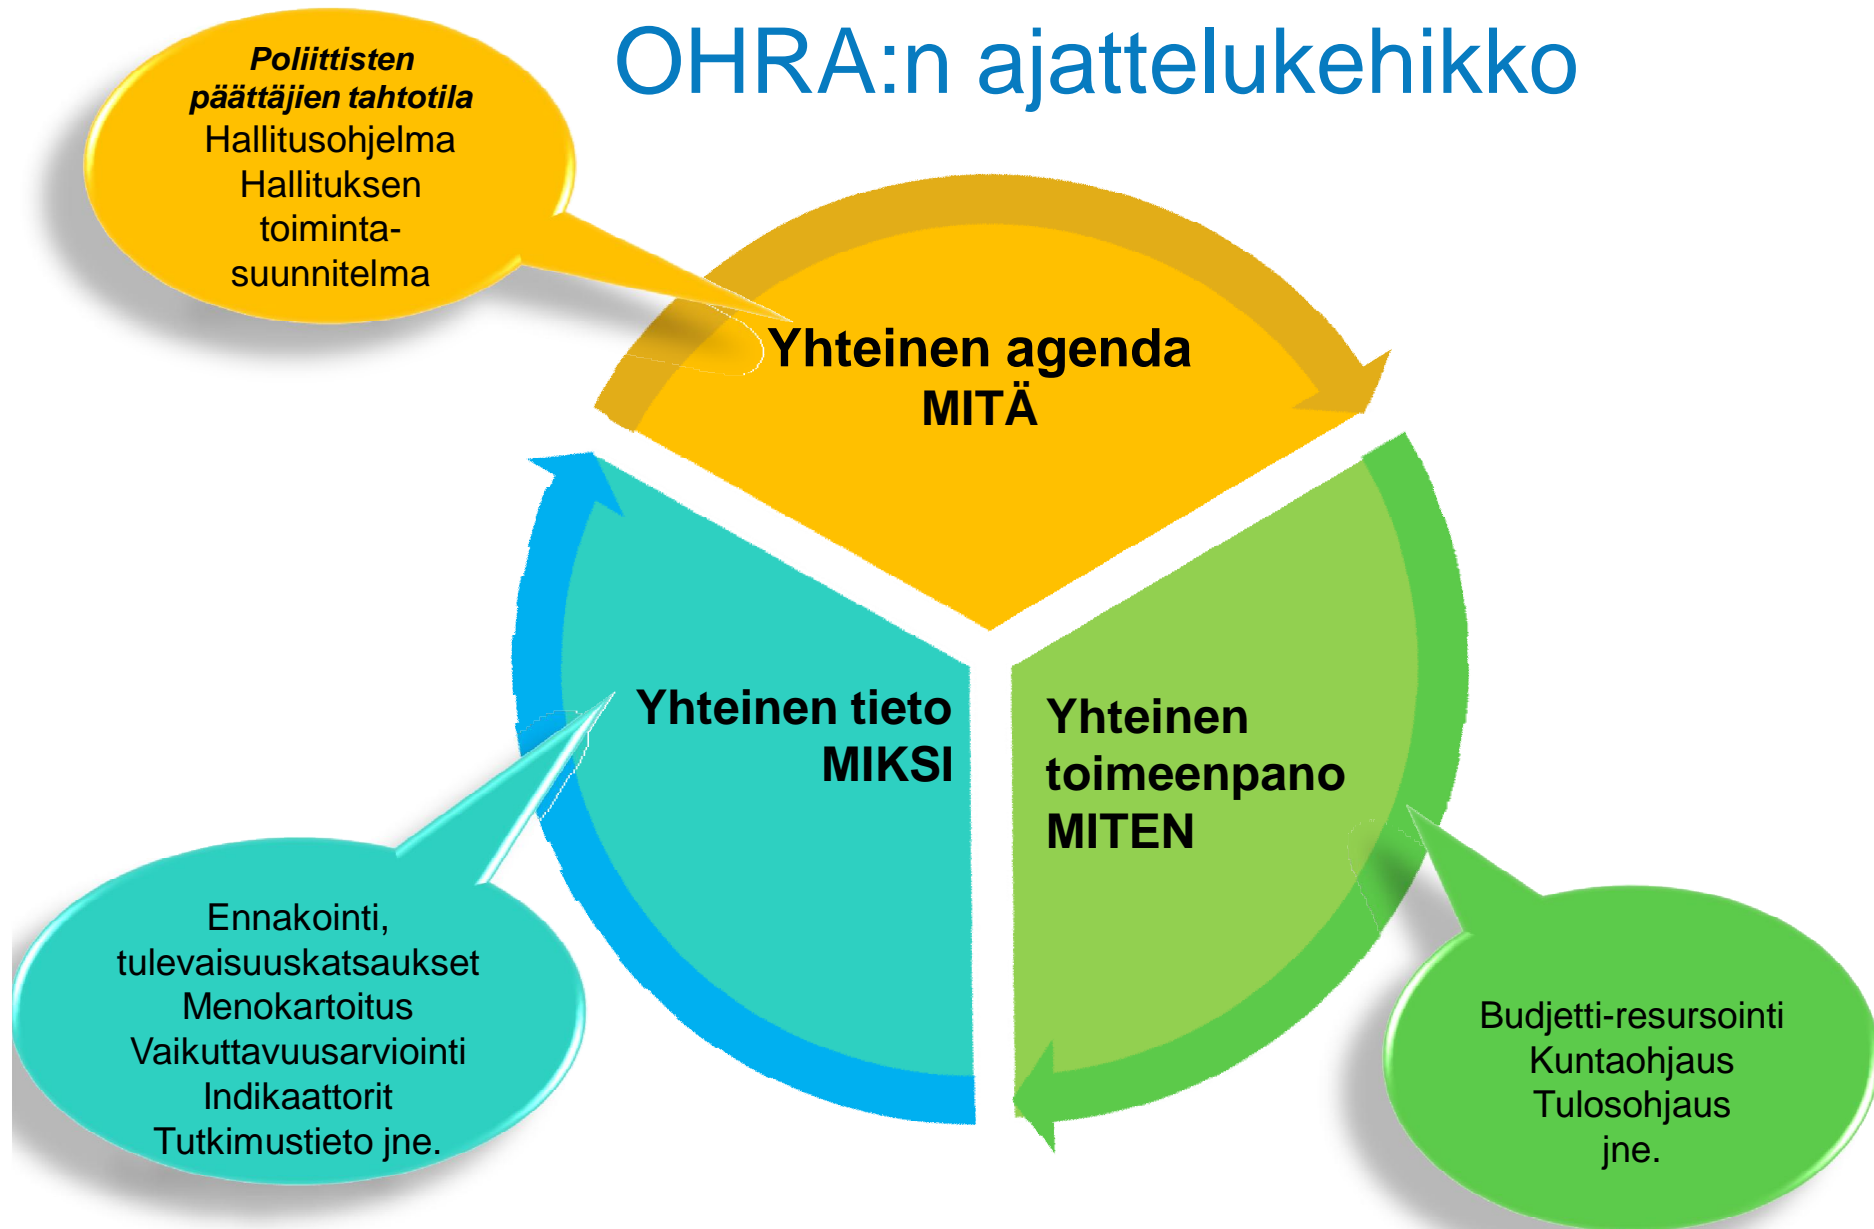 OHRA:n ajattelukehikko
Poliittisten
päättäjien tahtotila
Hallitusohjelma
Hallituksen
toiminta-
suunnitelma
Yhteinen agenda
MITÄ
Yhteinen tieto
MIKSI
Yhteinen
toimeenpano
MITEN
Ennakointi,
tulevaisuuskatsaukset
Menokartoitus
Vaikuttavuusarviointi
Indikaattorit
Tutkimustieto jne.
Budjetti-resursointi
Kuntaohjaus
Tulosohjaus
jne.